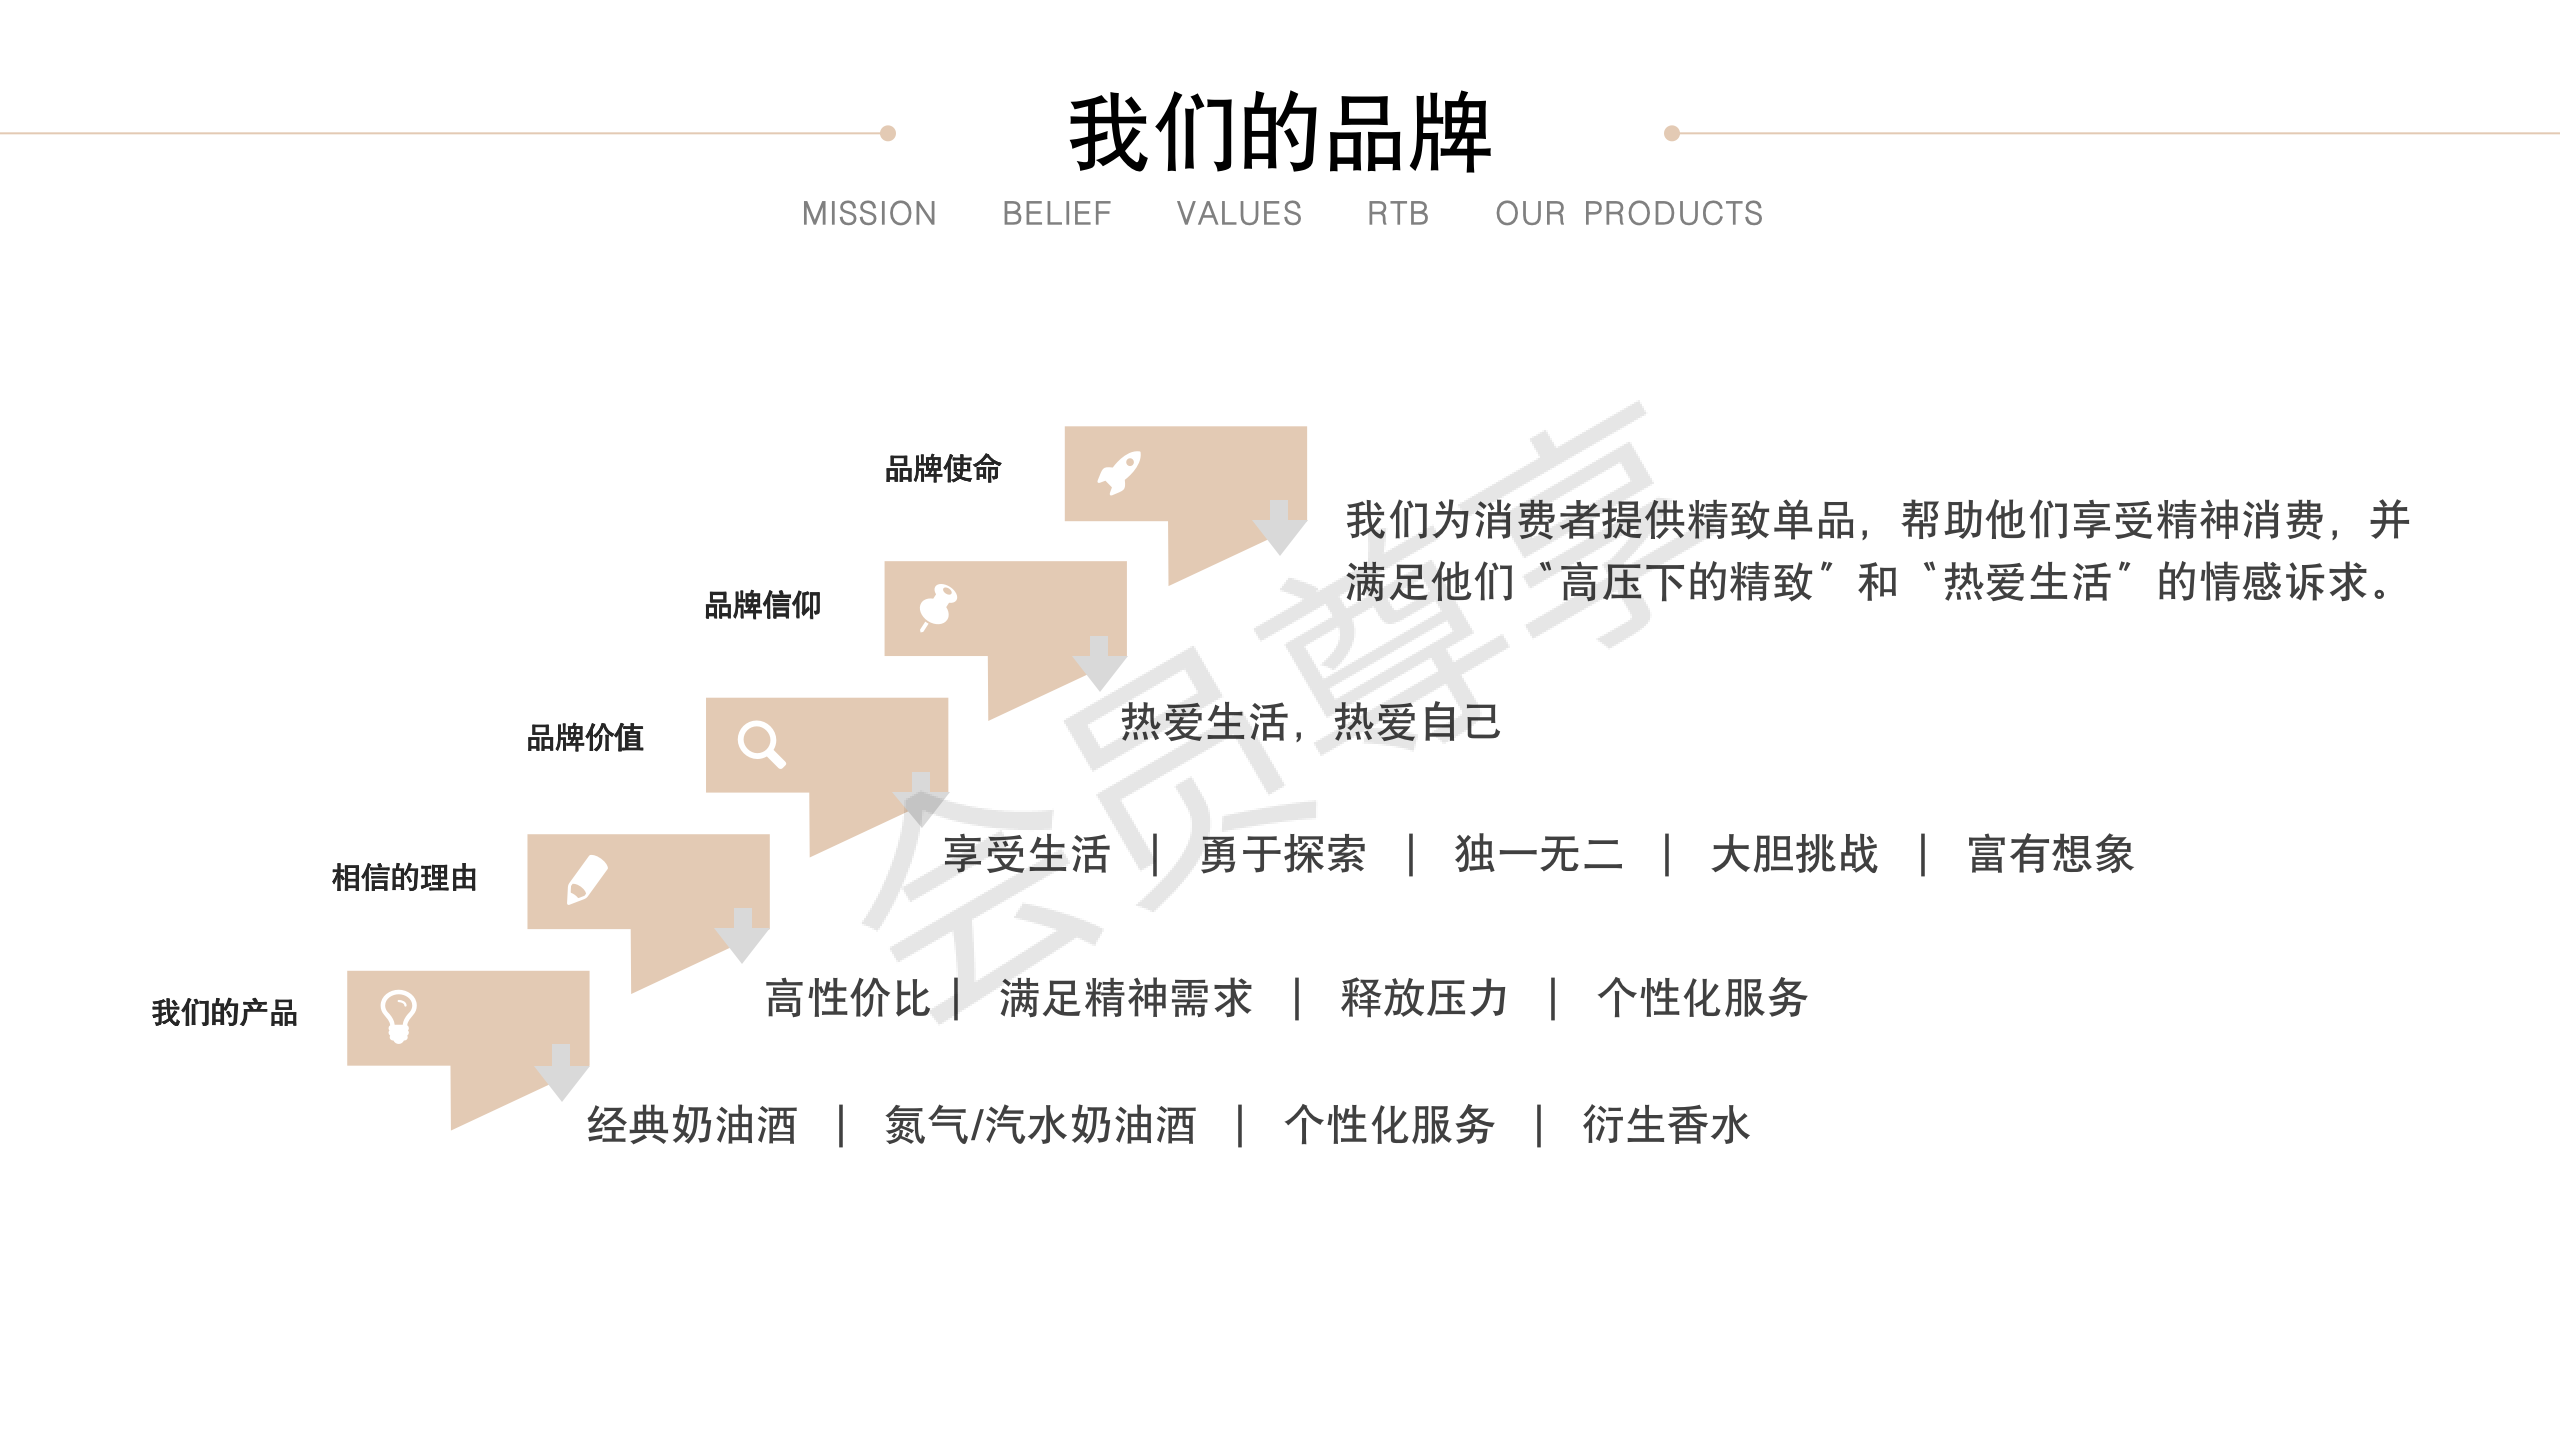 我们的品牌
MISSION BELIEF VALUES RTB OUR PRODUCTS
品牌使命
我们为消费者提供精致单品，帮助他们享受精神消费，并
满足他们“高压下的精致”和“热爱生活”的情感诉求。
品牌信仰
热爱生活，热爱自己
品牌价值
享受生活 | 勇于探索 | 独一无二 | 大胆挑战 | 富有想象
相信的理由
高性价比 | 满足精神需求 | 释放压力 | 个性化服务
我们的产品
经典奶油酒 | 氮气/汽水奶油酒 | 个性化服务 | 衍生香水
会员尊享